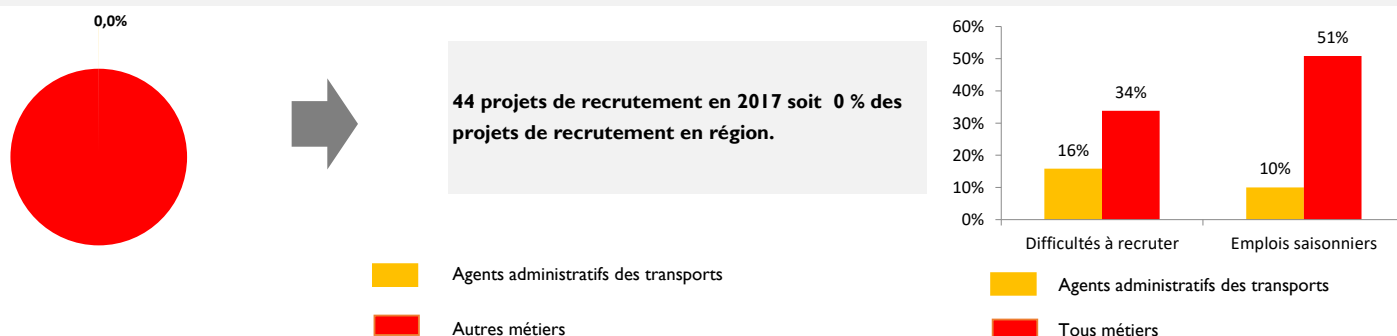 0,0%
44 projets de recrutement en 2017 soit 0 % des
projets de recrutement en région.
Agents administratifs des transports
Autres métiers
60%
50%
40%
30%
20%
10%
0%
16%
34%
10%
51%
Difficultés à recruter
Emplois saisonniers
Agents administratifs des transports
Tous métiers